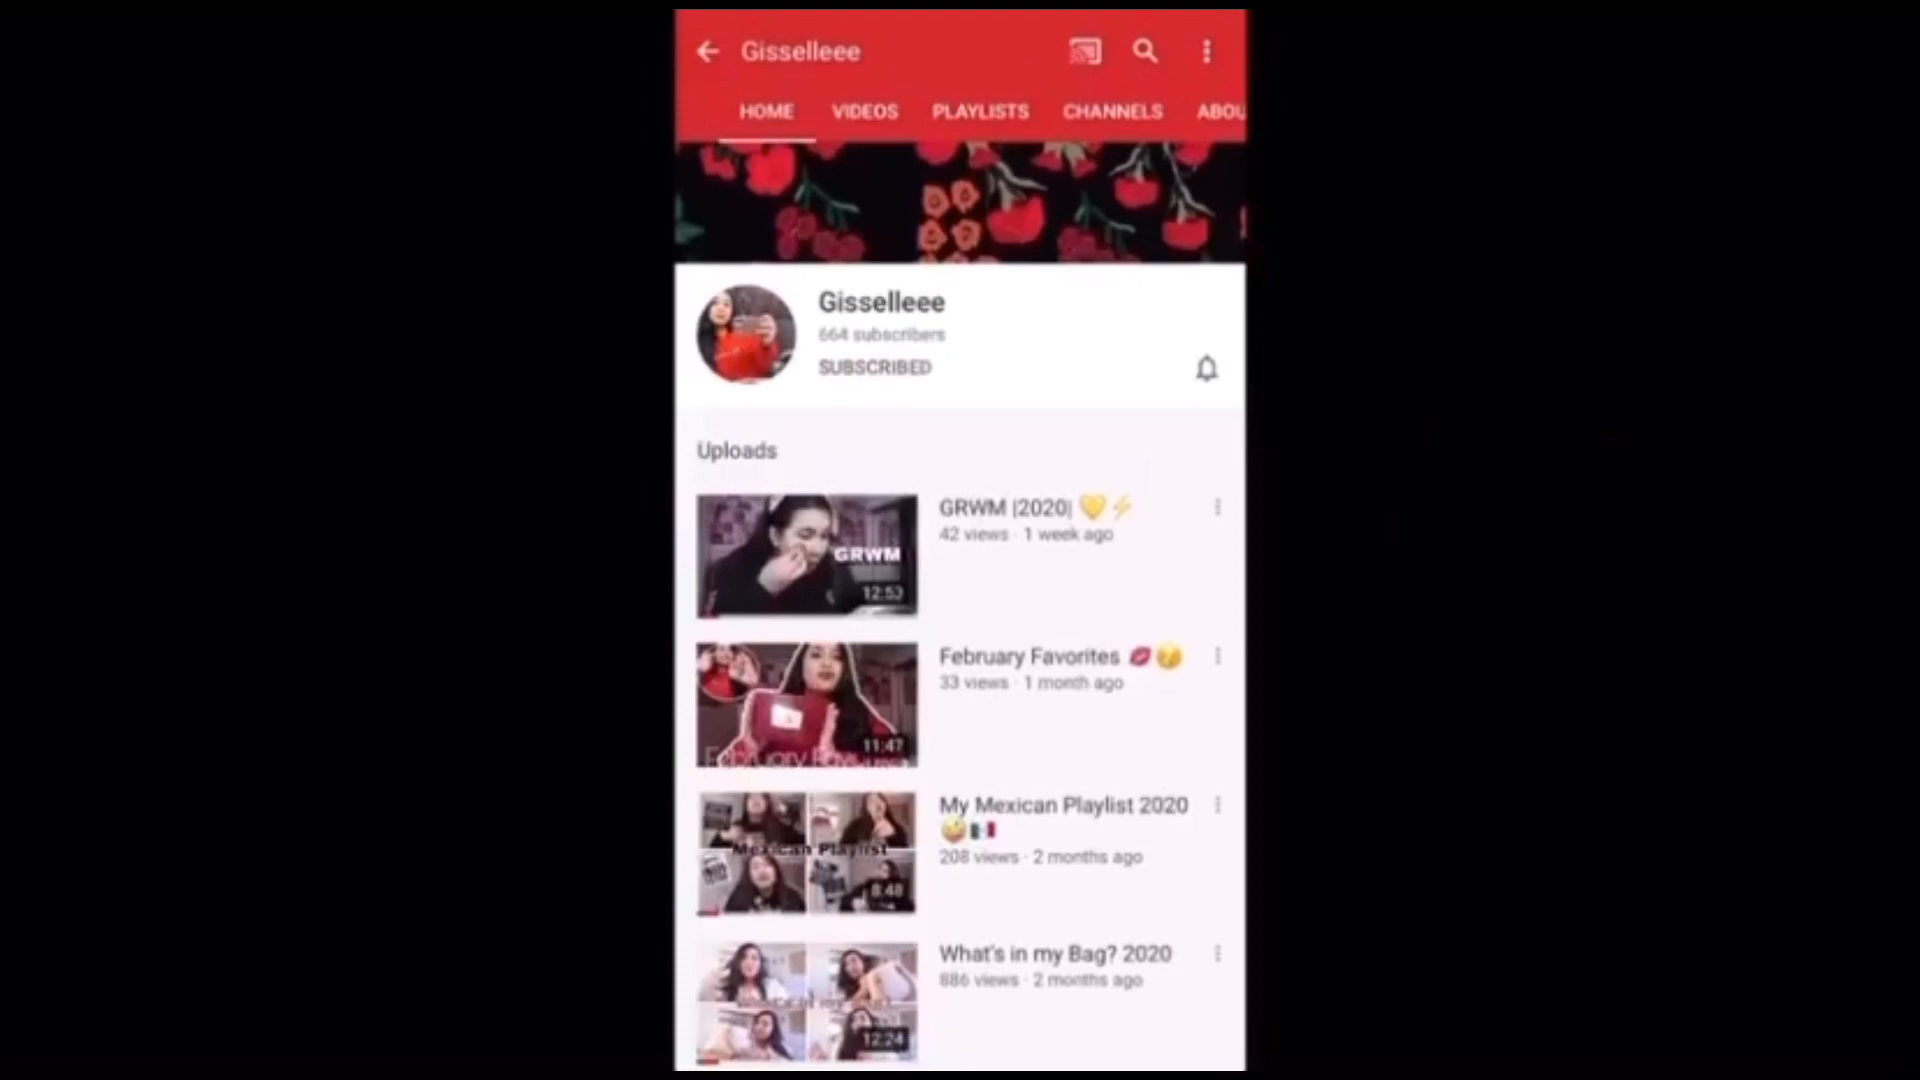 Gisselleee
HOME VIDEOS PLAYLISTS CHANNELS ABOU
Gisselleee
664 subscribers
SUBSCRIBED
Uploads
GRWM
12:53
GRWM |2020| 💛⚡
42 views · 1 week ago
February
11:47
February Favorites 💋😚
33 views · 1 month ago
Mexican Playlist
8:48
My Mexican Playlist 2020
🤪🇲🇽
208 views · 2 months ago
12:24
What's in my Bag? 2020
886 views · 2 months ago